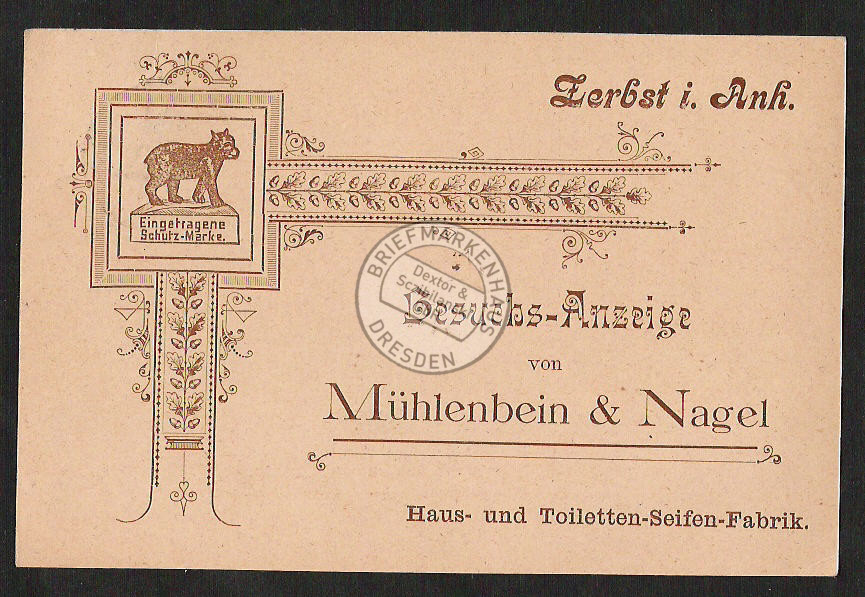 Zerbst i. Anh.
Eingetragene
Schutz-Marke.
BRIEFMARKENHAUS
Dextor &
DRESDEN
Besuchs-Anzeige
von
Mühlenbein & Nagel
Haus- und Toiletten-Seifen-Fabrik.